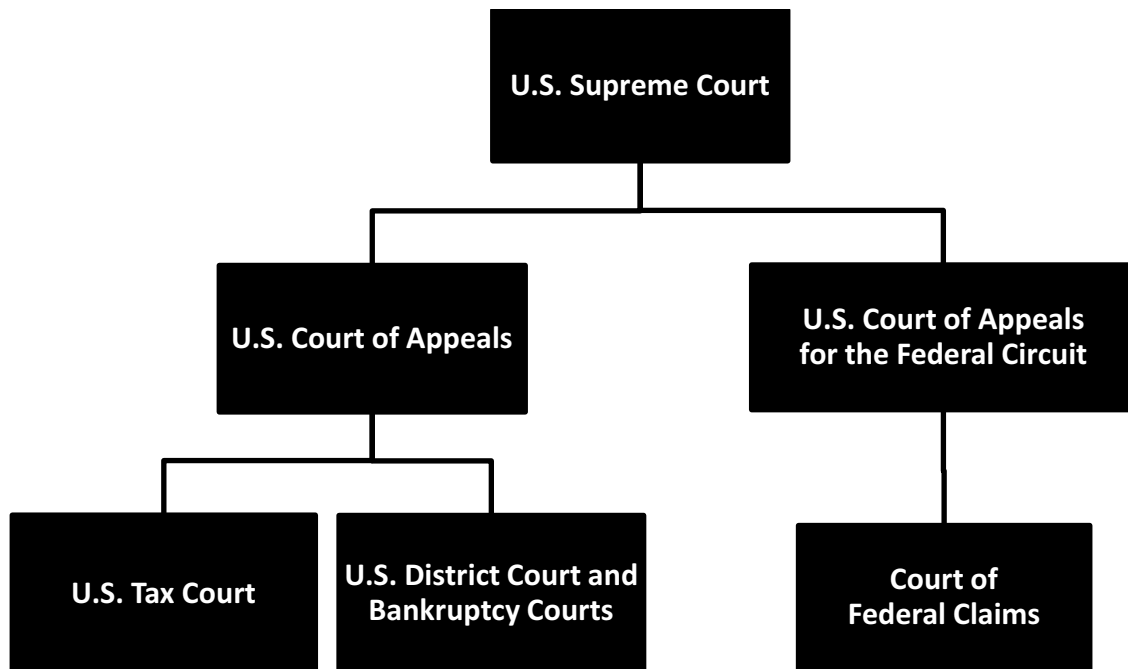 U.S. Supreme Court
U.S. Court of Appeals
U.S. Court of Appeals
for the Federal Circuit
U.S. Tax Court
U.S. District Court and
Bankruptcy Courts
Court of
Federal Claims